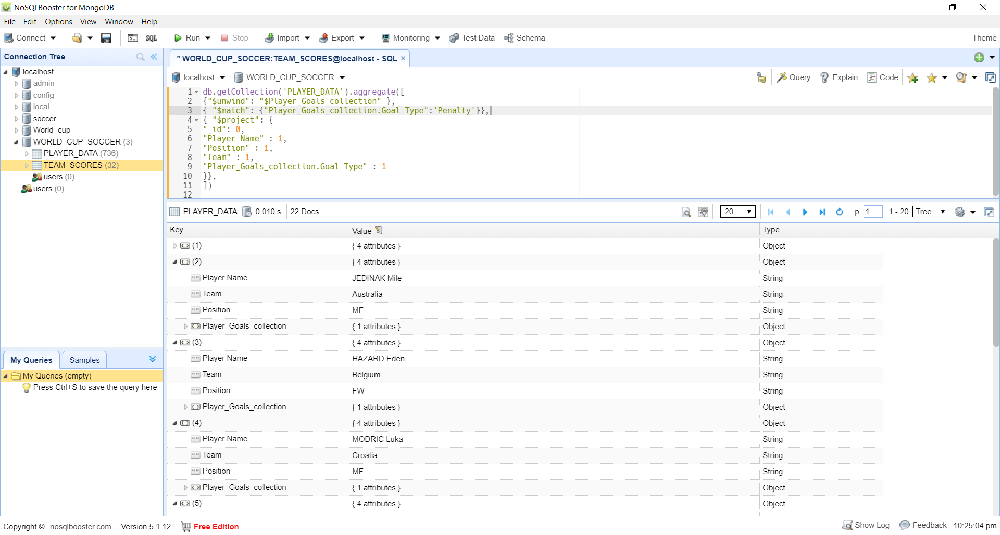 NoSQLBooster for MongoDB
File Edit Options View Window Help
Connect SQL Run Stop Import Export Monitoring Test Data Schema Theme
Connection Tree
localhost
admin
config
local
soccer
World_cup
WORLD_CUP_SOCCER (3)
PLAYER_DATA (736)
TEAM_SCORES (32)
users (0)
users (0)
My Queries Samples
My Queries (empty)
Press Ctrl+S to save the query here
* WORLD_CUP_SOCCER:TEAM_SCORES@localhost - SQL ×
localhost WORLD_CUP_SOCCER Query Explain Code
1 db.getCollection('PLAYER_DATA').aggregate([
2 {"$unwind": "$Player_Goals_collection" },
3 { "$match": {"Player_Goals_collection.Goal Type":'Penalty'}},
4 { "$project": {
5 "_id": 0,
6 "Player Name" : 1,
7 "Position" : 1,
8 "Team" : 1,
9 "Player_Goals_collection.Goal Type" : 1
10 }},
11 ])
12
PLAYER_DATA 0.010 s 22 Docs 20 p. 1 1 - 20 Tree
Key Value Type
(1) { 4 attributes } Object
(2) { 4 attributes } Object
Player Name JEDINAK Mile String
Team Australia String
Position MF String
Player_Goals_collection { 1 attributes } Object
(3) { 4 attributes } Object
Player Name HAZARD Eden String
Team Belgium String
Position FW String
Player_Goals_collection { 1 attributes } Object
(4) { 4 attributes } Object
Player Name MODRIC Luka String
Team Croatia String
Position MF String
Player_Goals_collection { 1 attributes } Object
(5) { 4 attributes } Object
Copyright © nosqlbooster.com Version 5.1.12 Free Edition Show Log Feedback 10:25:04 pm